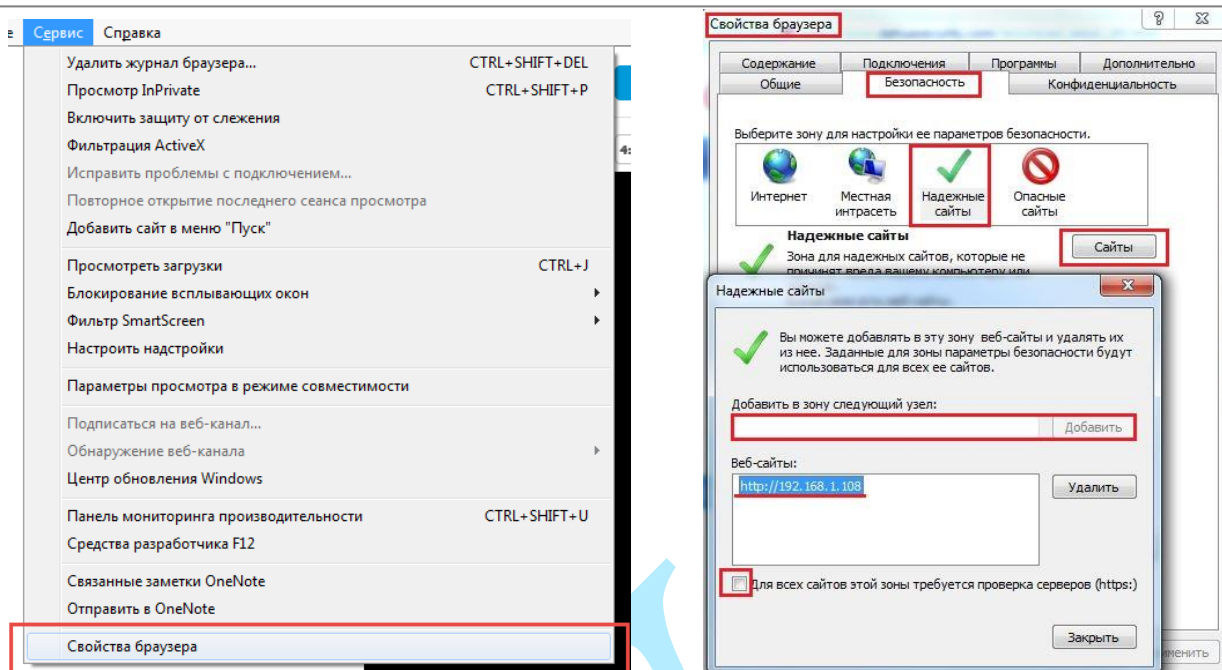 е Сервис Справка
Удалить журнал браузера... CTRL+SHIFT+DEL
Просмотр InPrivate CTRL+SHIFT+P
Включить защиту от слежения
Фильтрация ActiveX
Исправить проблемы с подключением...
Повторное открытие последнего сеанса просмотра
Добавить сайт в меню "Пуск"
Просмотреть загрузки CTRL+J
Блокирование всплывающих окон
Фильтр SmartScreen
Настроить надстройки
Параметры просмотра в режиме совместимости
Подписаться на веб-канал...
Обнаружение веб-канала
Центр обновления Windows
Панель мониторинга производительности CTRL+SHIFT+U
Средства разработчика F12
Связанные заметки OneNote
Отправить в OneNote
Свойства браузера
4:
Свойства браузера
Содержание Подключения Программы Дополнительно
Общие Безопасность Конфиденциальность
Выберите зону для настройки ее параметров безопасности.
Интернет Местная интрасеть Надежные сайты Опасные сайты
Надежные сайты
Сайты
Зона для надежных сайтов, которые не
причинят вреда вашему компьютеру или
Надежные сайты
Вы можете добавлять в эту зону веб-сайты и удалять их
из нее. Заданные для зоны параметры безопасности будут
использоваться для всех ее сайтов.
Добавить в зону следующий узел:
Добавить
Веб-сайты:
http://192.168.1.108
Удалить
Для всех сайтов этой зоны требуется проверка серверов (https:)
Закрыть
именить